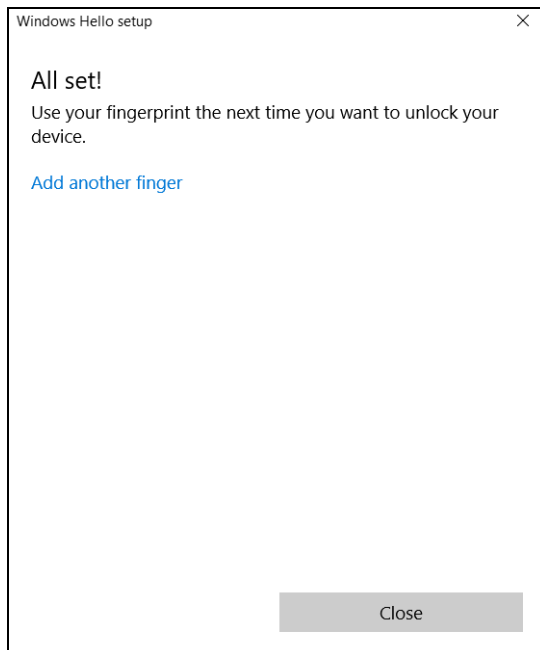 Windows Hello setup
All set!
Use your fingerprint the next time you want to unlock your
device.
Add another finger
Close